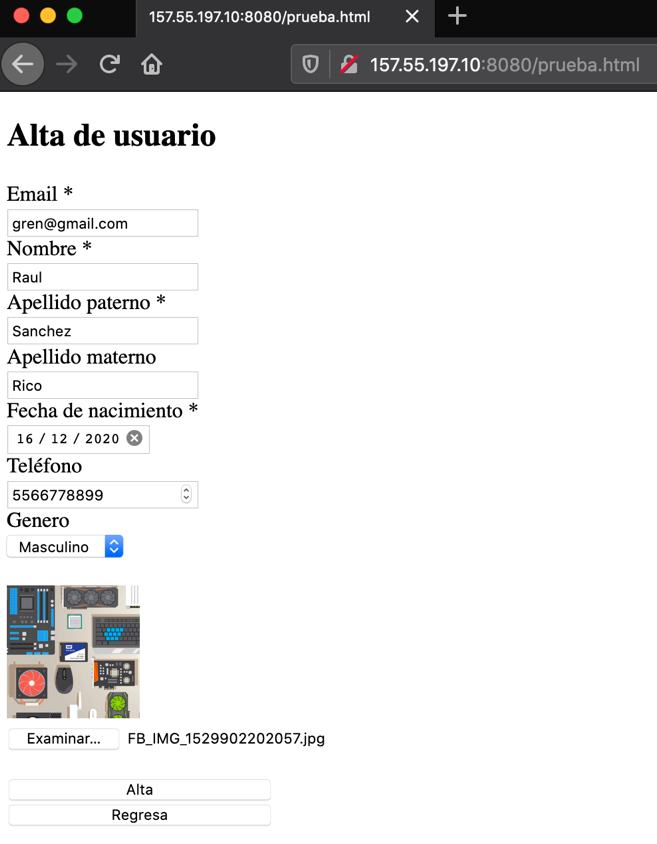 157.55.197.10:8080/prueba.html
157.55.197.10:8080/prueba.html
Alta de usuario
Email *
gren@gmail.com
Nombre *
Raul
Apellido paterno *
Sanchez
Apellido materno
Rico
Fecha de nacimiento *
16 / 12 / 2020
Teléfono
5566778899
Genero
Masculino
Examinar... FB_IMG_1529902202057.jpg
Alta
Regresa